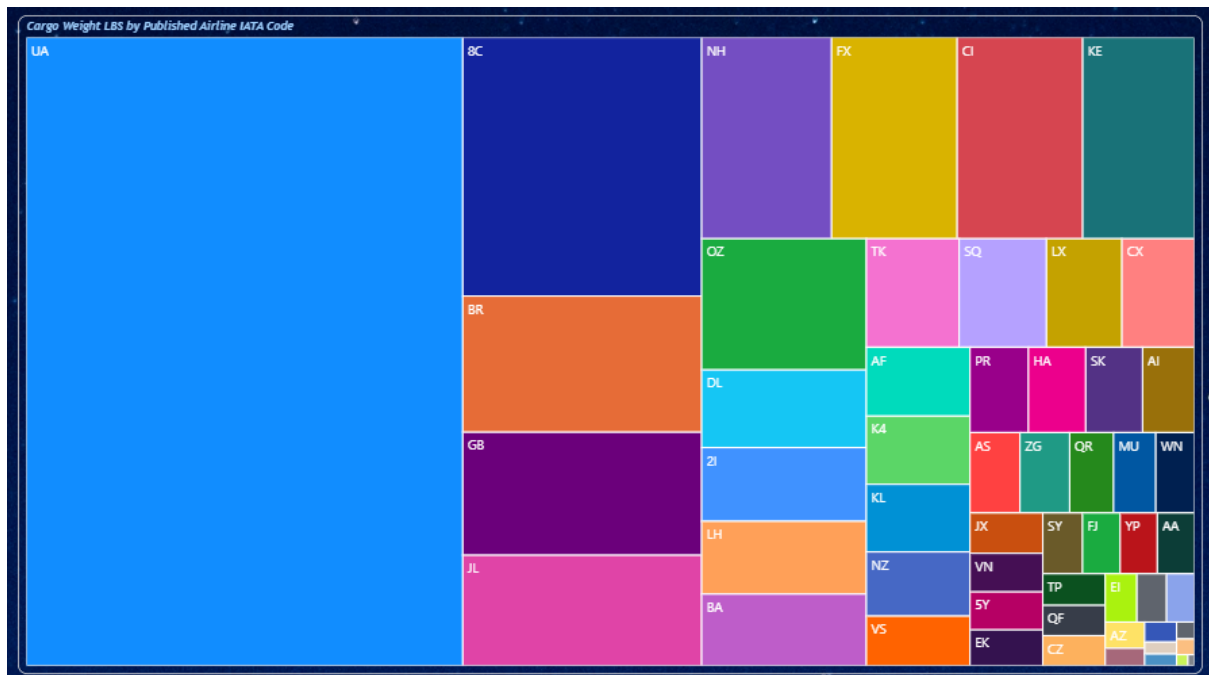 Cargo Weight LBS by Published Airline IATA Code
UA
8C
NH
FX
CI
KE
BR
OZ
TK
SQ
LX
CX
GB
DL
AF
PR
HA
SK
AI
2I
K4
AS
ZG
QR
MU
WN
JL
LH
KL
JX
SY
FJ
YP
AA
BA
NZ
VN
TP
EI
5Y
QF
VS
EK
CZ
AZ